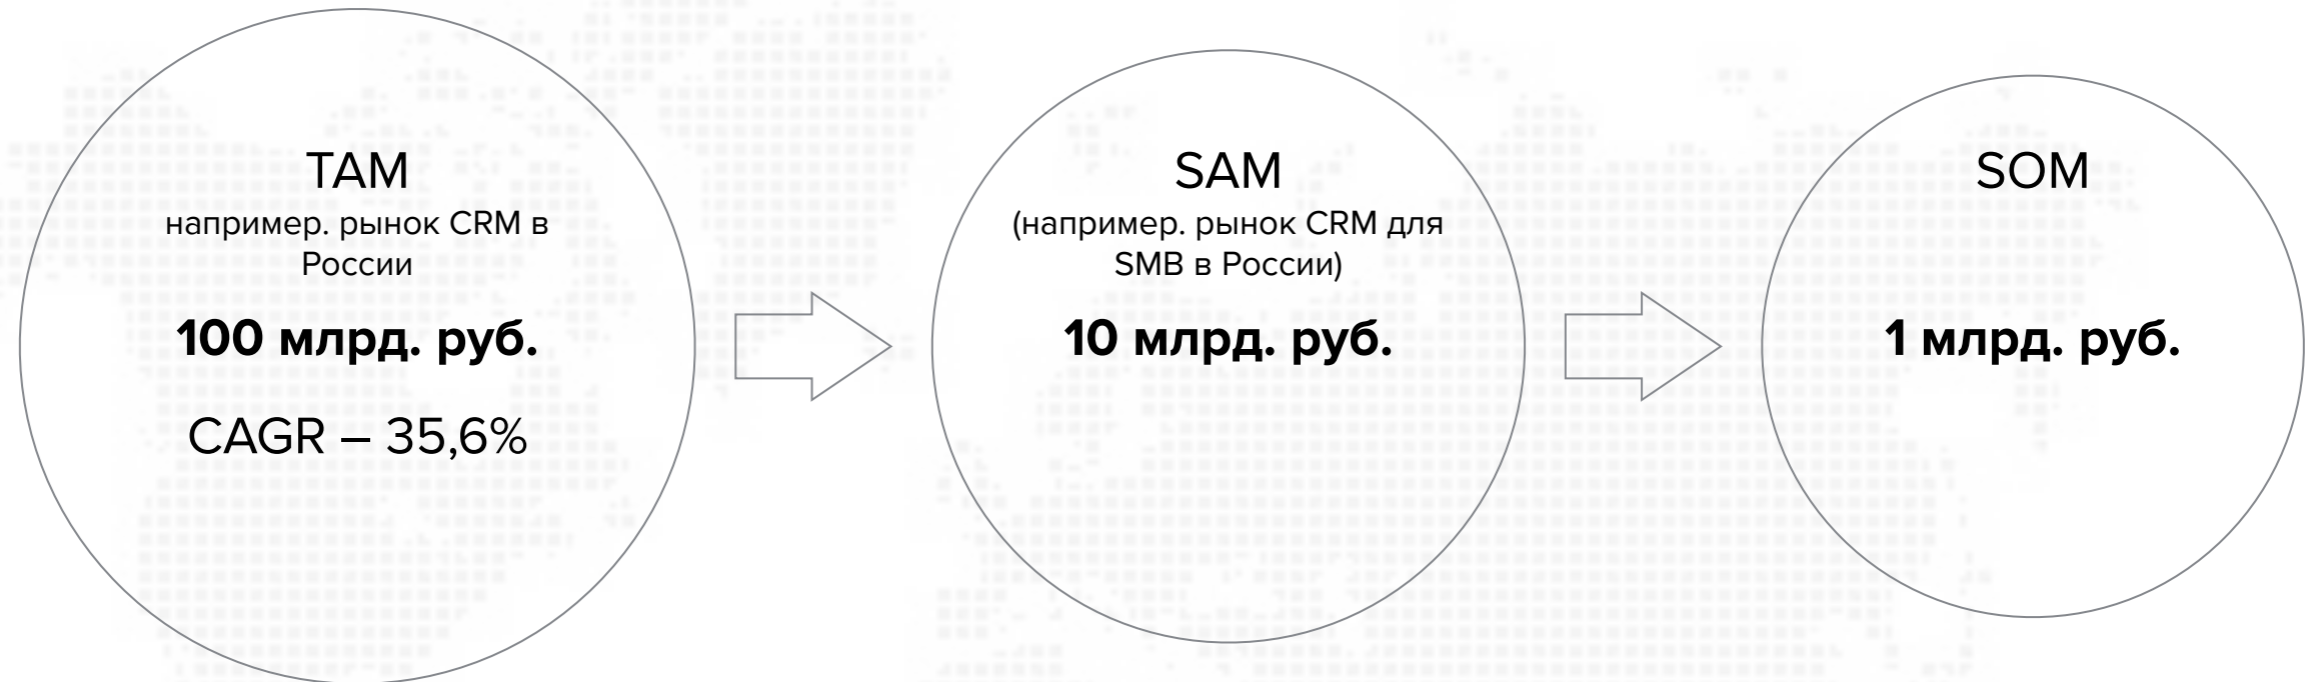 TAM
например. рынок CRM в
России
100 млрд. руб.
CAGR – 35,6%
SAM
(например. рынок CRM для
SMB в России)
10 млрд. руб.
SOM
1 млрд. руб.